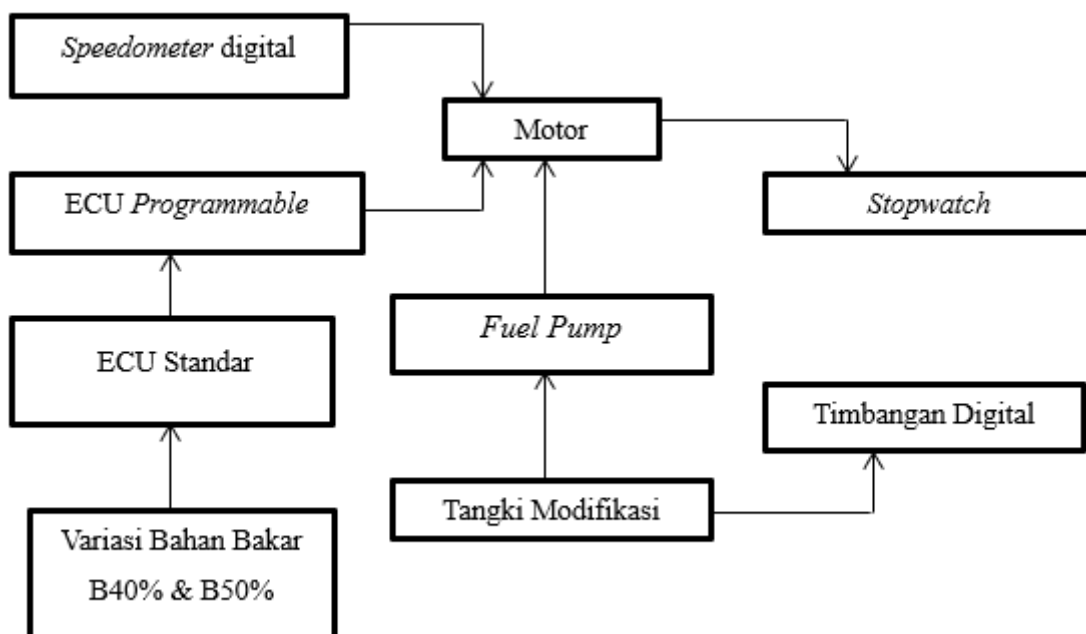 Speedometer digital
Motor
ECU Programmable
Stopwatch
Fuel Pump
ECU Standar
Timbangan Digital
Tangki Modifikasi
Variasi Bahan Bakar
B40% & B50%